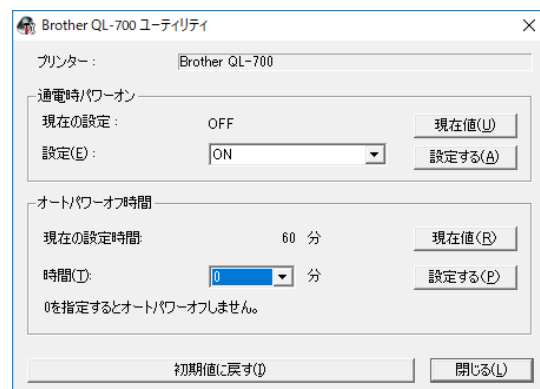 Brother QL-700 ユーティリティ
プリンター： Brother QL-700
通電時パワーオン
現在の設定： OFF 現在値(U)
設定(E)： ON 設定する(A)
オートパワーオフ時間
現在の設定時間: 60 分 現在値(R)
時間(T): 0 分 設定する(P)
0を指定するとオートパワーオフしません。
初期値に戻す(I) 閉じる(L)